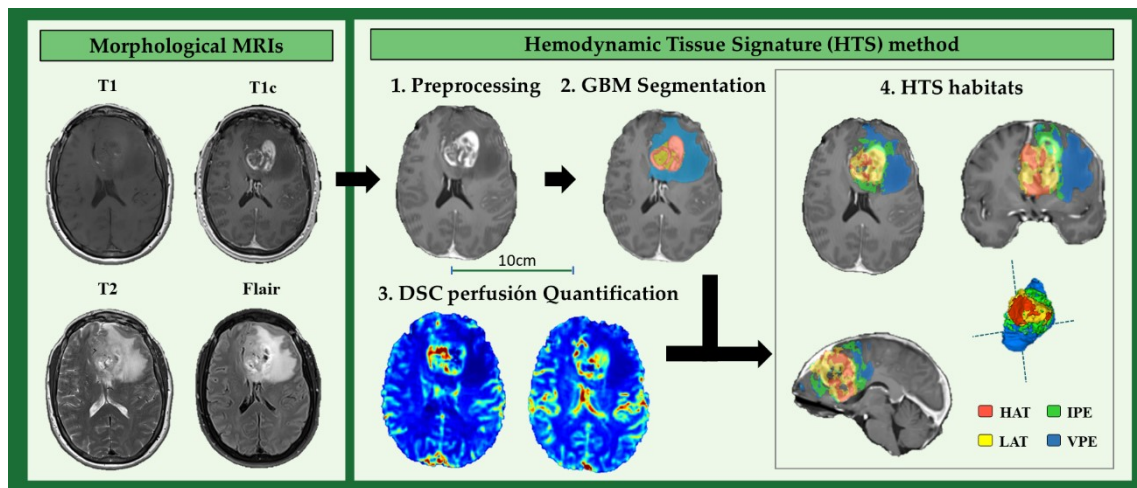 Morphological MRIs
T1
T1c
T2
Flair
Hemodynamic Tissue Signature (HTS) method
1. Preprocessing
2. GBM Segmentation
10cm
3. DSC perfusión Quantification
4. HTS habitats
HAT
IPE
LAT
VPE